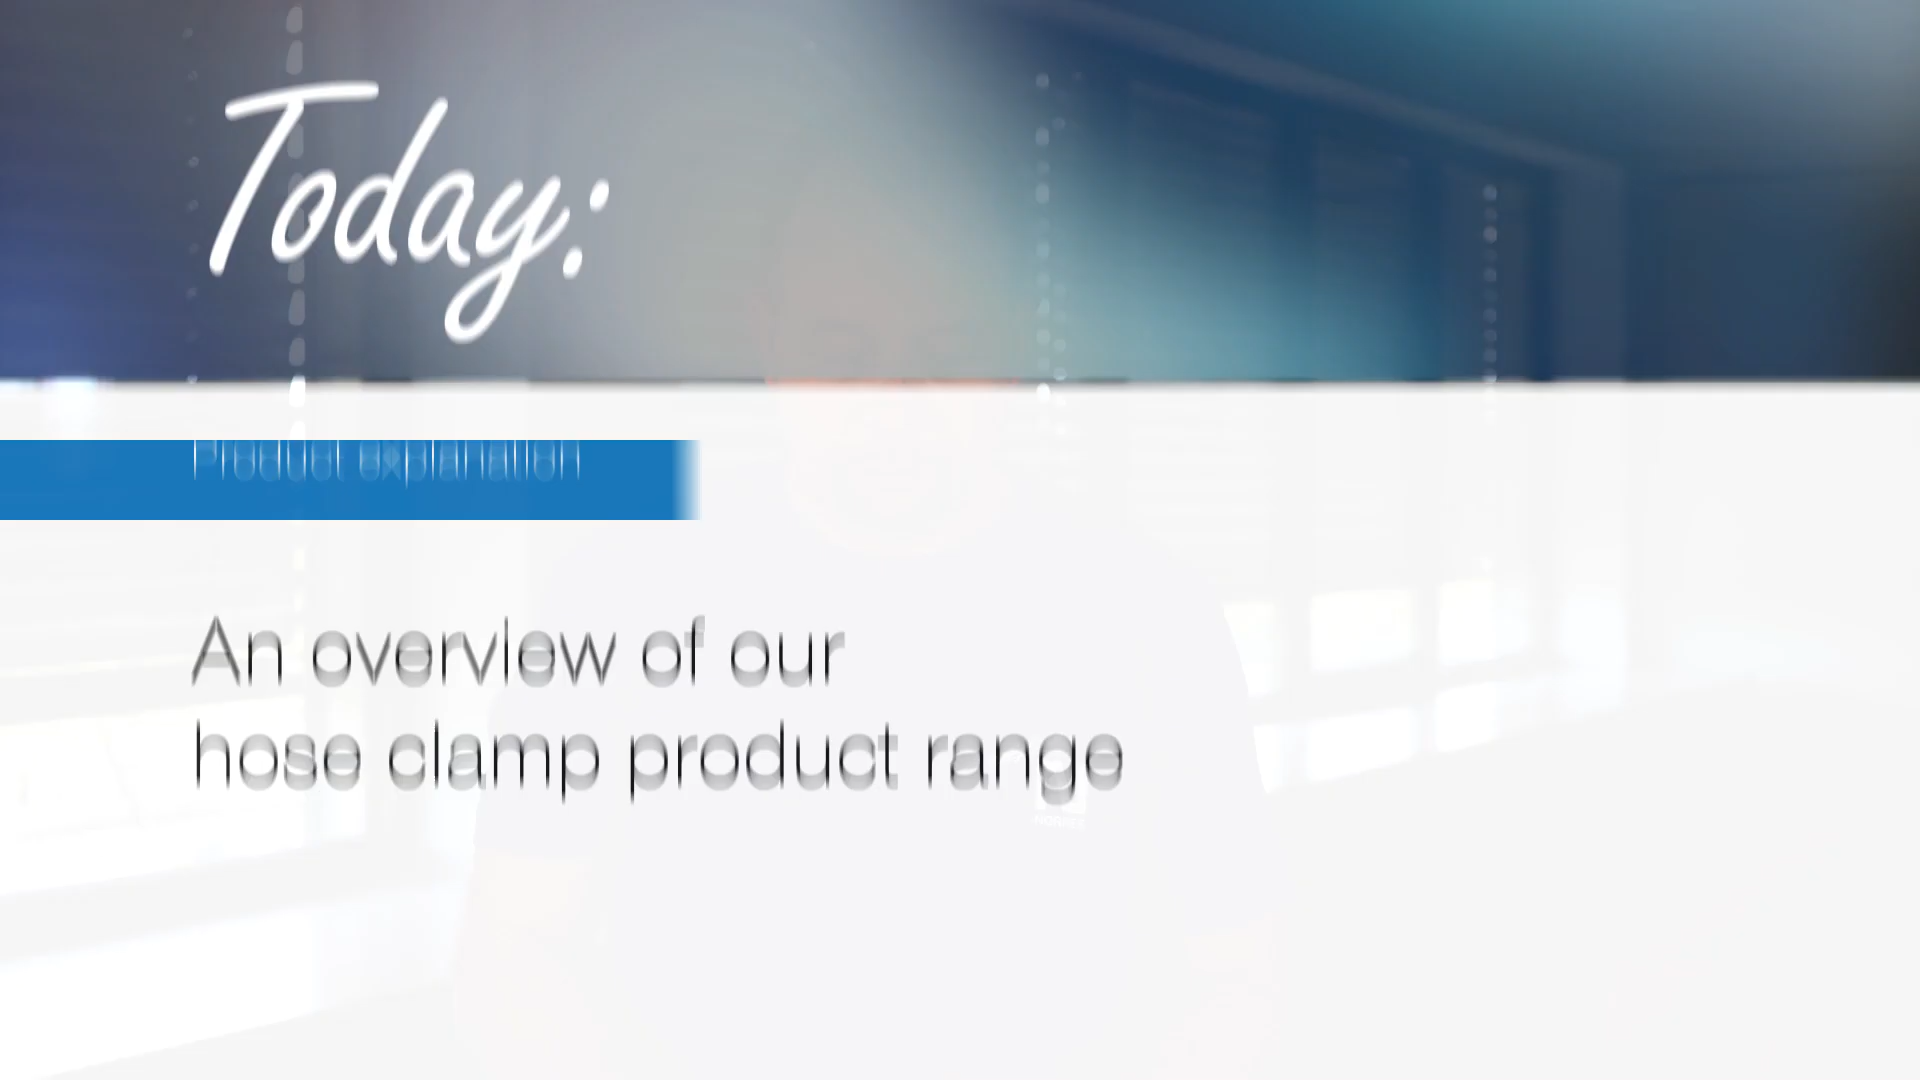 Today:
Product explanation
An overview of our
hose clamp product range